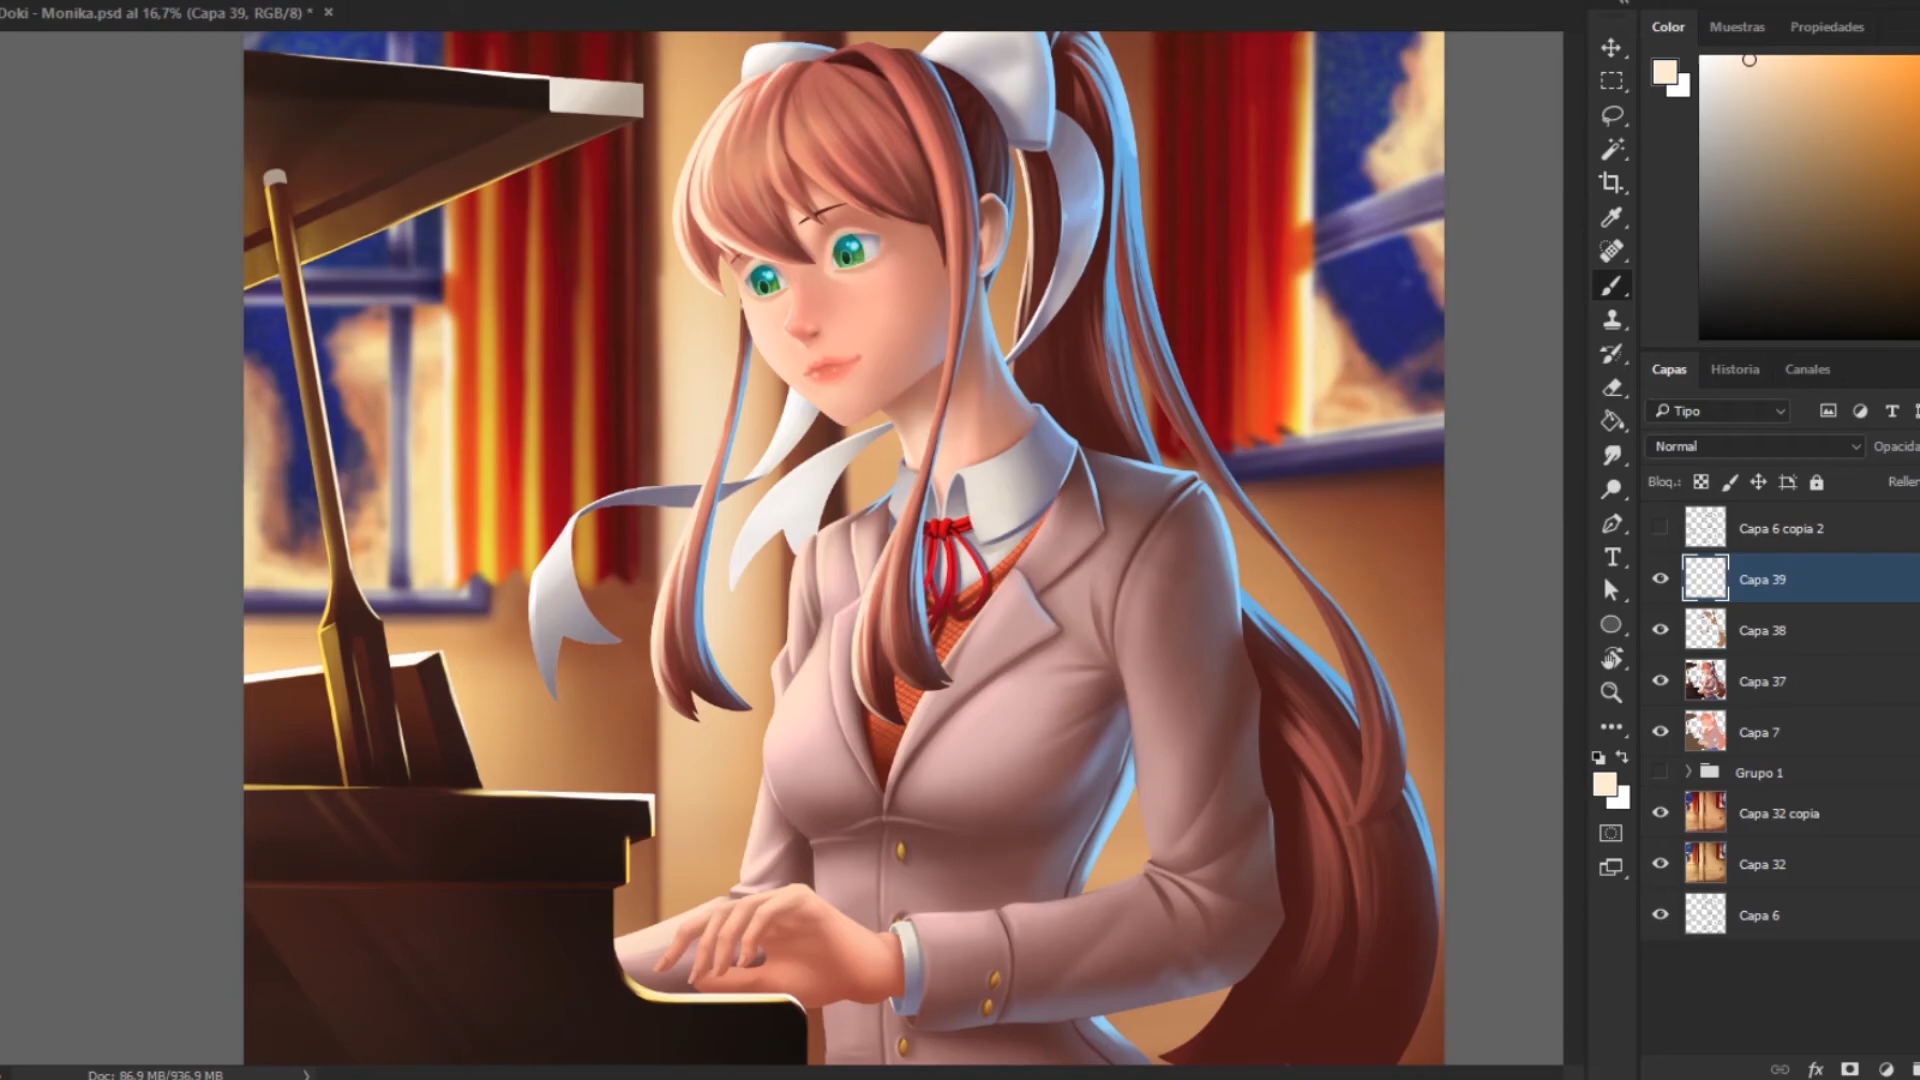 Doki - Monika.psd al 16,7% (Capa 39, RGB/8) * ×
Color Muestras Propiedades
Capas Historia Canales
Tipo
Normal Opacida
Bloq.: Reller
Capa 6 copia 2
Capa 39
Capa 38
Capa 37
Capa 7
Grupo 1
Capa 32 copia
Capa 32
Capa 6
fx
Doc: 86,9 MB/936,9 MB